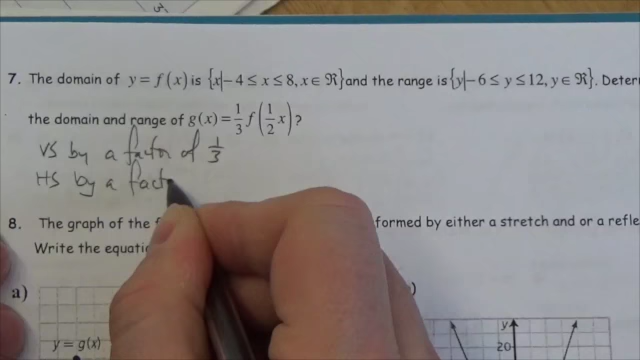 7. The domain of y = f(x) is {x|−4 ≤ x ≤ 8, x ∈ ℜ} and the range is {y|−6 ≤ y ≤ 12, y ∈ ℜ}. Deter
the domain and range of g(x) = 1/3 f(1/2 x)?
VS by a factor of 1/3
HS by a fact
8. The graph of the formed by either a stretch and or a refle
Write the equati
a)
y = g(x)
y
20